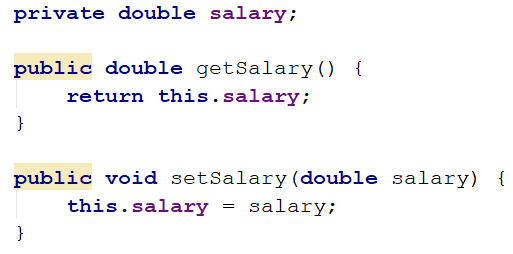 private double salary;
public double getSalary() {
    return this.salary;
}
public void setSalary(double salary) {
    this.salary = salary;
}